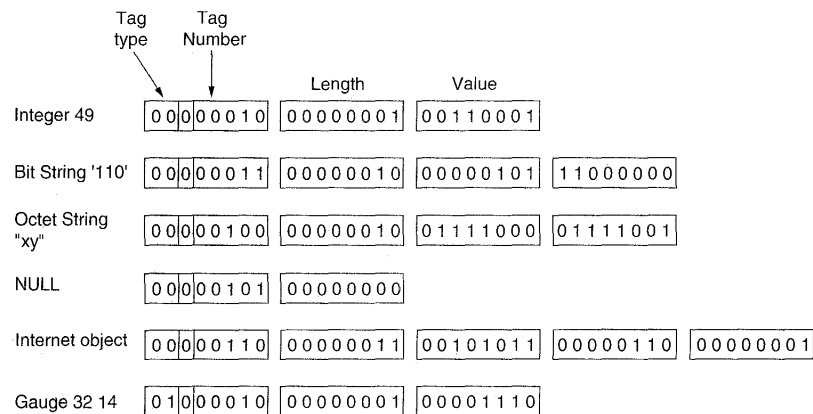 Tag Tag
type Number
Length Value
Integer 49 0 0 0 0 0 0 1 0 0 0 0 0 0 0 0 1 0 0 1 1 0 0 0 1
Bit String '110' 0 0 0 0 0 0 1 1 0 0 0 0 0 0 1 0 0 0 0 0 0 1 0 1 1 1 0 0 0 0 0 0
Octet String
"xy" 0 0 0 0 0 1 0 0 0 0 0 0 0 0 1 0 0 1 1 1 1 0 0 0 0 1 1 1 1 0 0 1
NULL 0 0 0 0 0 1 0 1 0 0 0 0 0 0 0 0
Internet object 0 0 0 0 0 1 1 0 0 0 0 0 0 0 1 1 0 0 1 0 1 0 1 1 0 0 0 0 0 1 1 0 0 0 0 0 0 0 0 1
Gauge 32 14 0 1 0 0 0 0 1 0 0 0 0 0 0 0 0 1 0 0 0 0 1 1 1 0